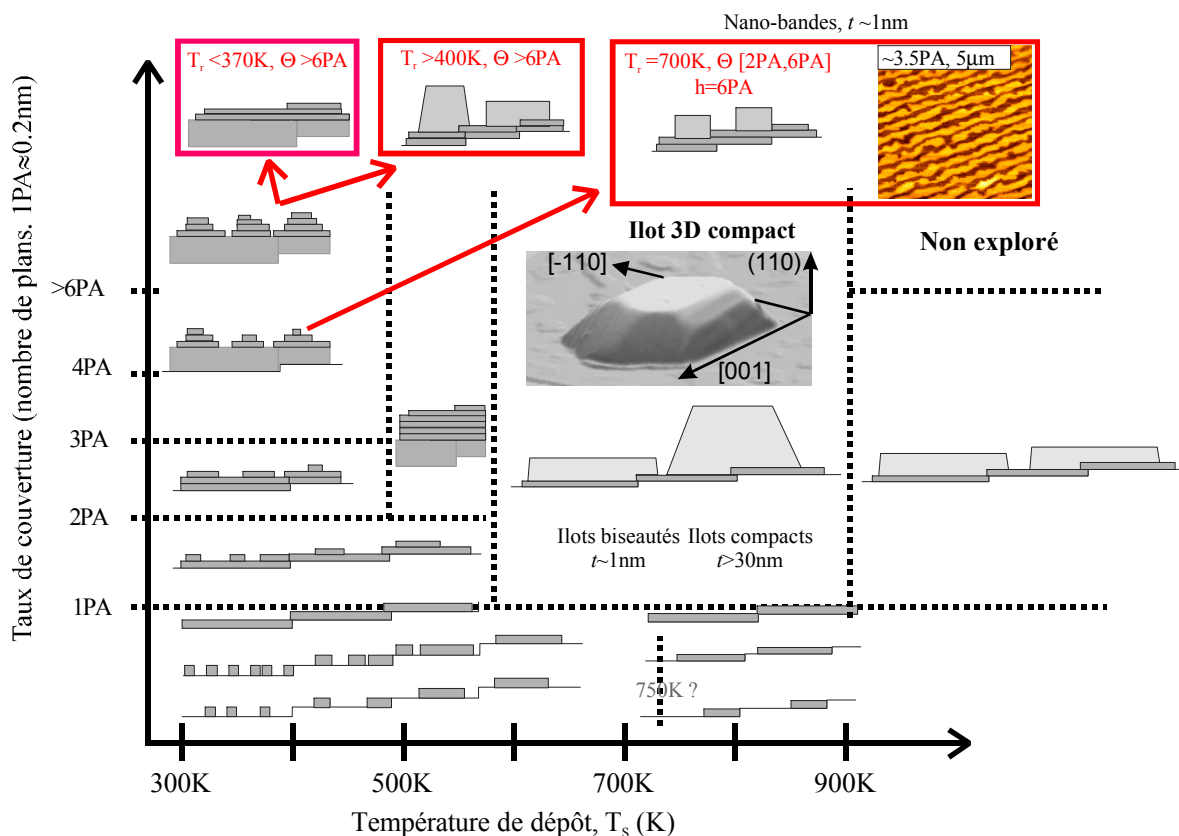 Nano-bandes, t ~1nm
Tr <370K, Θ >6PA
Tr >400K, Θ >6PA
Tr =700K, Θ [2PA,6PA]
h=6PA
~3.5PA, 5µm
Ilot 3D compact
Non exploré
[-110]
(110)
[001]
>6PA
4PA
3PA
2PA
1PA
Taux de couverture (nombre de plans. 1PA≈0.2nm)
Ilots biseautés
t~1nm
Ilots compacts
t>30nm
750K ?
300K
500K
700K
900K
Température de dépôt, TS (K)